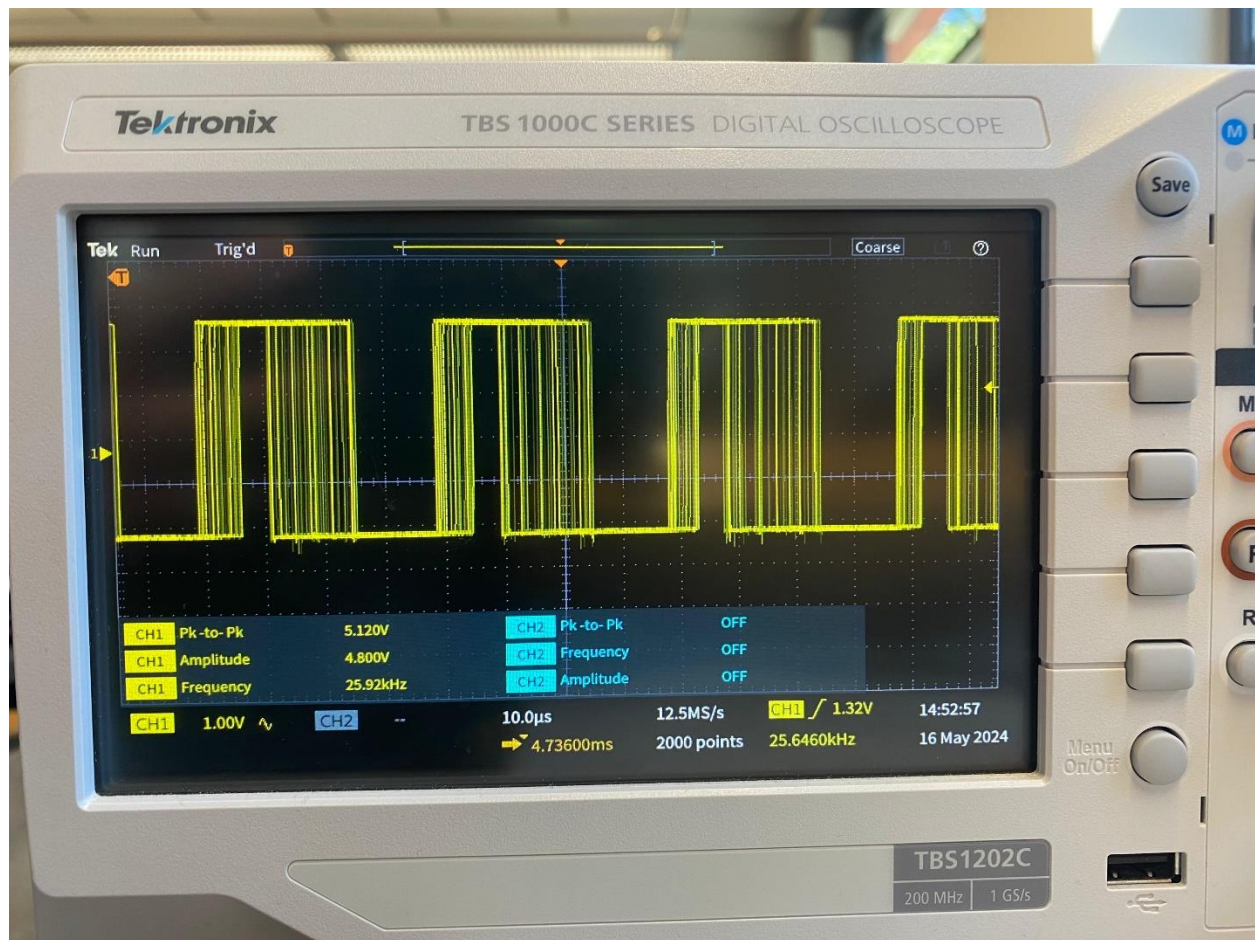 Tektronix TBS 1000C SERIES DIGITAL OSCILLOSCOPE
M
Save
Tek Run Trig'd T Coarse ?
T
1
M
CH1 Pk-to-Pk 5.120V CH2 Pk-to-Pk OFF
CH1 Amplitude 4.800V CH2 Frequency OFF
CH1 Frequency 25.92kHz CH2 Amplitude OFF
R
CH1 1.00V CH2 -- 10.0µs 12.5MS/s CH1 1.32V 14:52:57
4.73600ms 2000 points 25.6460kHz 16 May 2024
Menu
On/Off
TBS1202C
200 MHz 1 GS/s